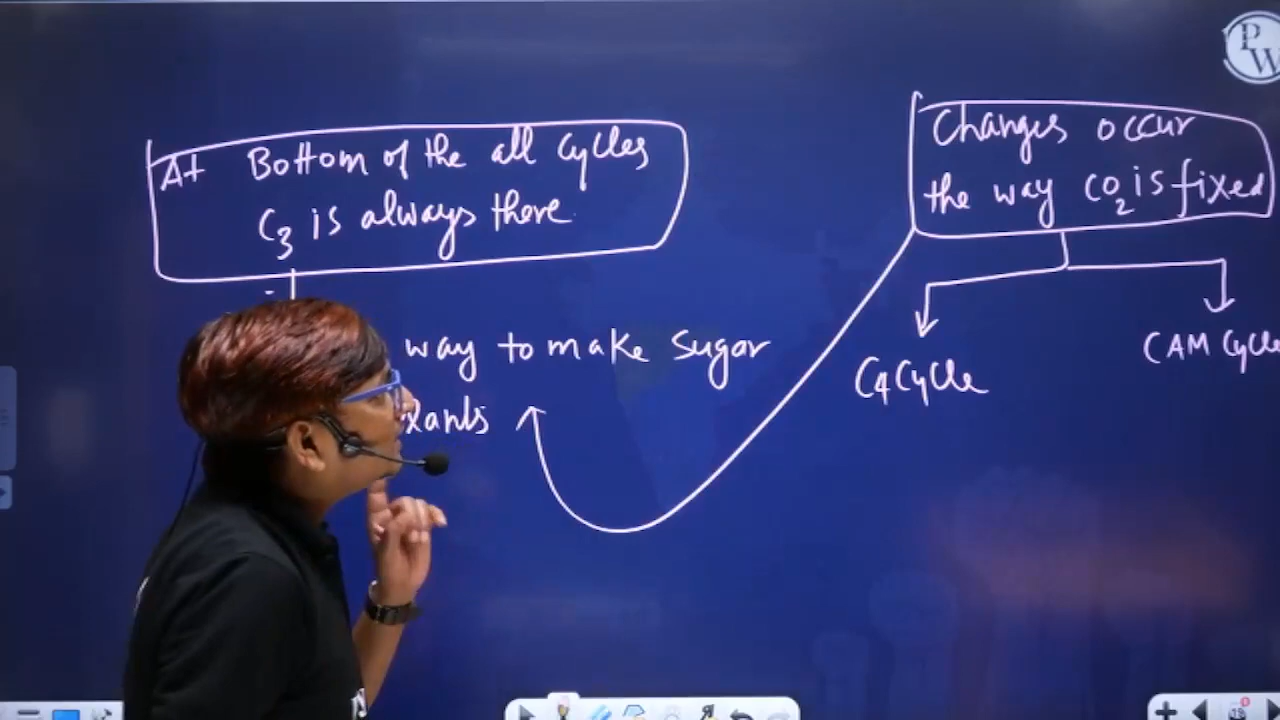 PW
At Bottom of the all cycles
C3 is always there.
way to make sugar
Changes occur
the way CO2 is fixed
C4 Cycle
CAM Cycle